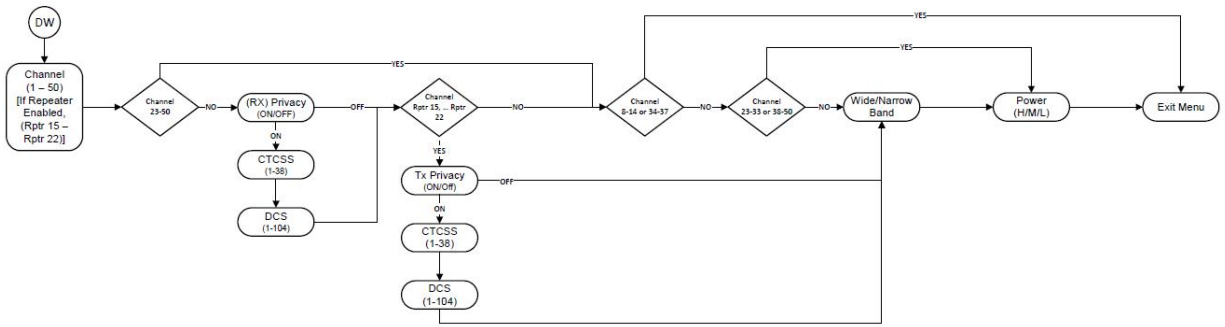 DW
Channel
(1 – 50)
[If Repeater
Enabled,
(Rptr 15 –
Rptr 22)]
Channel
23-50
YES
NO
(RX) Privacy
(ON/OFF)
OFF
ON
CTCSS
(1-38)
DCS
(1-104)
Channel
Rptr 15, ... Rptr
22
NO
YES
Tx Privacy
(ON/Off)
OFF
ON
CTCSS
(1-38)
DCS
(1-104)
Channel
8-14 or 34-37
YES
NO
Channel
23-33 or 38-50
YES
NO
Wide/Narrow
Band
Power
(H/M/L)
Exit Menu